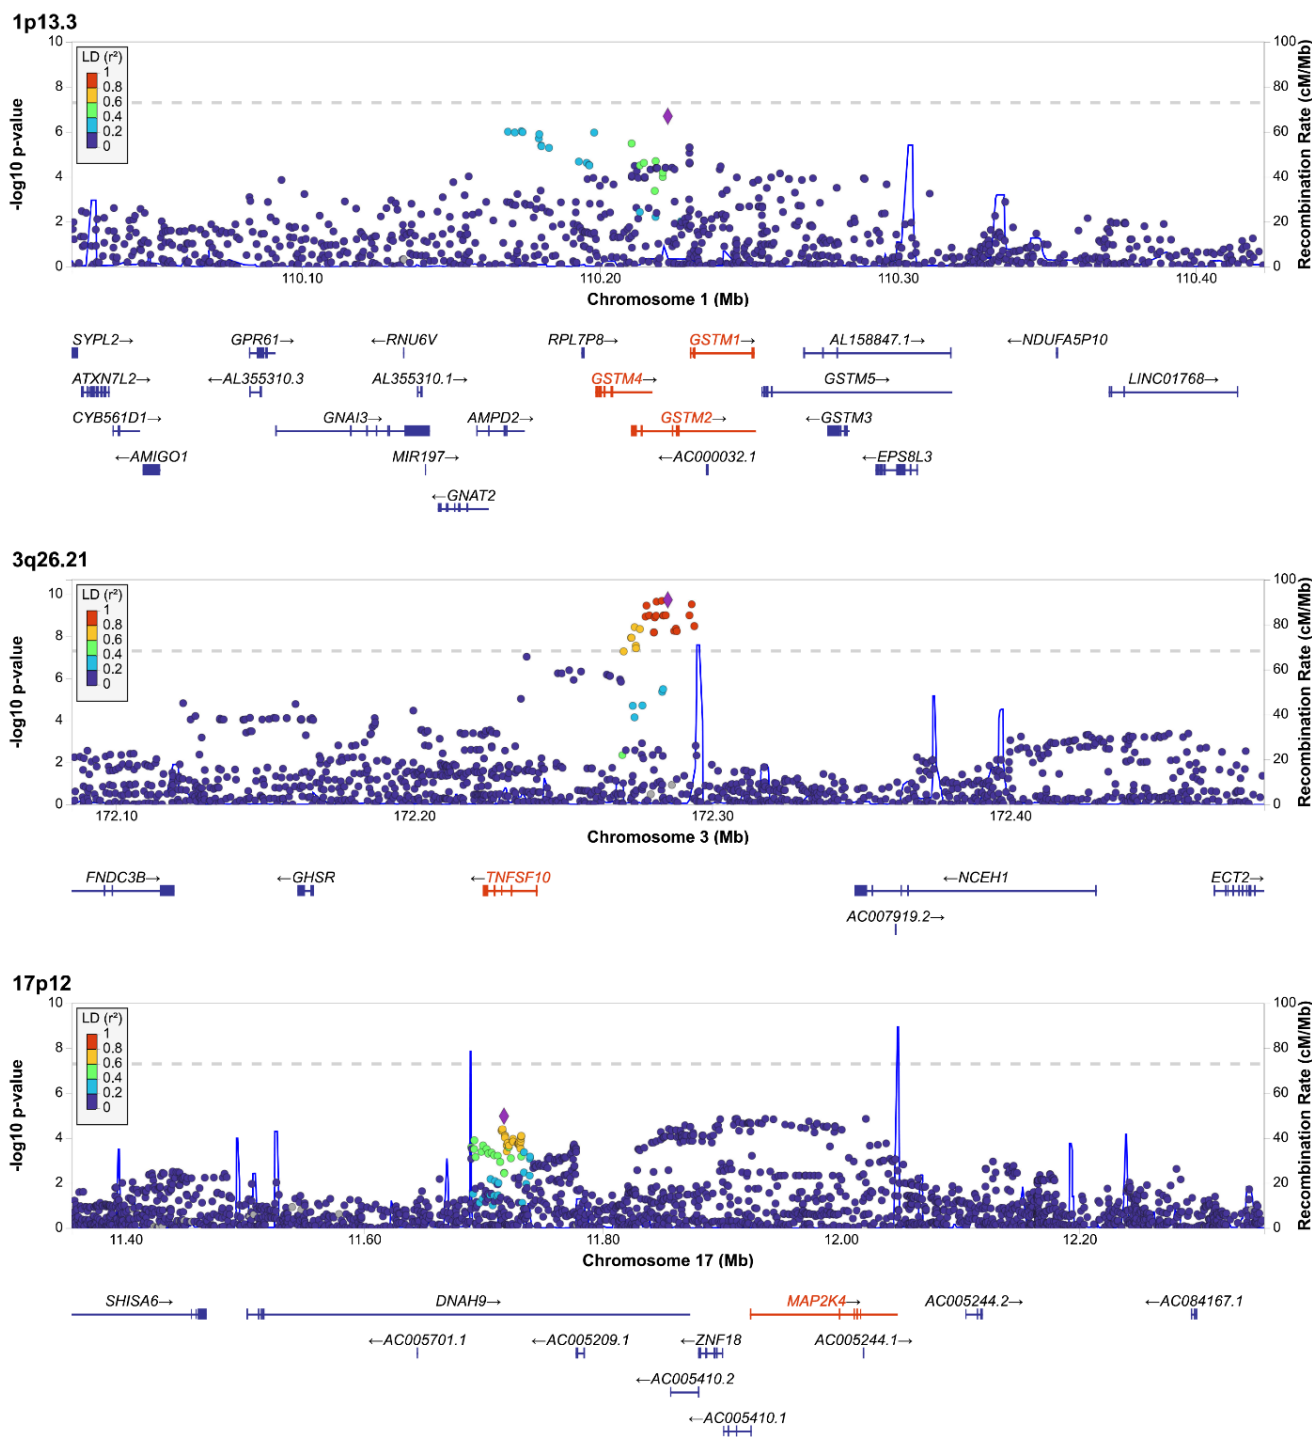 1p13.3
10 100
LD (r²)
1
0.8
0.6
0.4
0.2
0
8 80
6 60
4 40
2 20
0 0
-log10 p-value
Recombination Rate (cM/Mb)
110.10 110.20 110.30 110.40
Chromosome 1 (Mb)
SYPL2→ GPR61→ ←RNU6V RPL7P8→ GSTM1→ AL158847.1→ ←NDUFA5P10
ATXN7L2→ ←AL355310.3 AL355310.1→ GSTM4→ GSTM5→ LINC01768→
CYB561D1→ GNAI3→ AMPD2→ GSTM2→ ←GSTM3
←AMIGO1 MIR197→ ←AC000032.1 ←EPS8L3
←GNAT2
3q26.21
10 100
LD (r²)
1
0.8
0.6
0.4
0.2
0
8 80
6 60
4 40
2 20
0 0
-log10 p-value
Recombination Rate (cM/Mb)
172.10 172.20 172.30 172.40
Chromosome 3 (Mb)
FNDC3B→ ←GHSR ←TNFSF10 ←NCEH1 ECT2→
AC007919.2→
17p12
10 100
LD (r²)
1
0.8
0.6
0.4
0.2
0
8 80
6 60
4 40
2 20
0 0
-log10 p-value
Recombination Rate (cM/Mb)
11.40 11.60 11.80 12.00 12.20
Chromosome 17 (Mb)
SHISA6→ DNAH9→ MAP2K4→ AC005244.2→ ←AC084167.1
←AC005701.1 ←AC005209.1 ←ZNF18 AC005244.1→
←AC005410.2
←AC005410.1